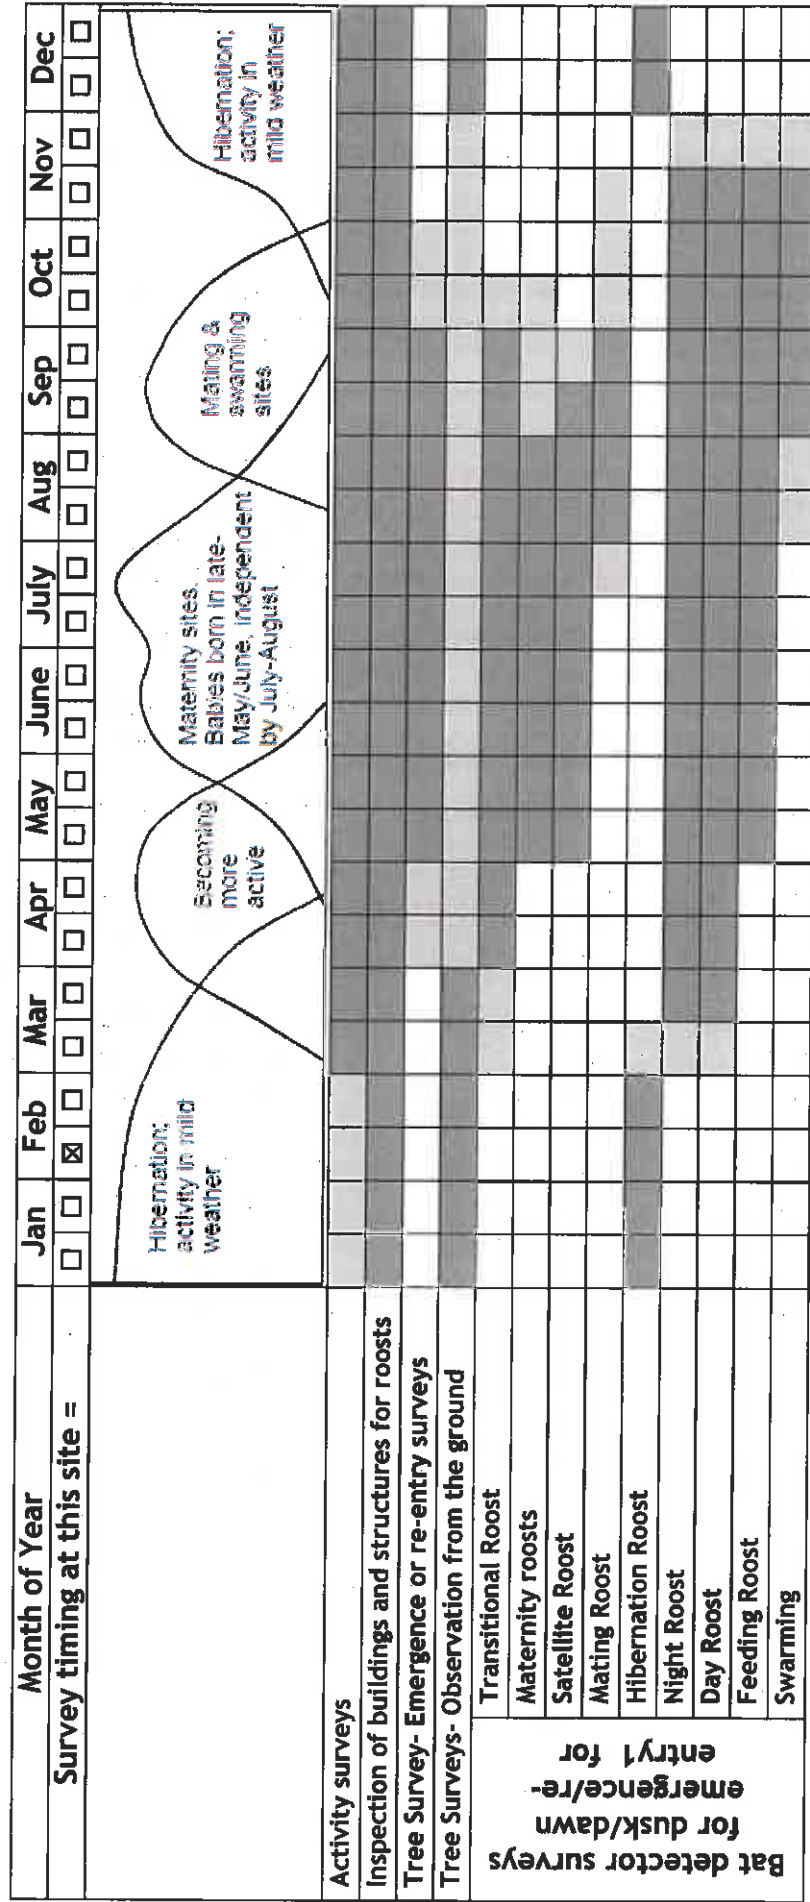 Month of Year
Jan Feb Mar Apr May June July Aug Sep Oct Nov Dec
Survey timing at this site =
☐ ☐ ☒ ☐ ☐ ☐ ☐ ☐ ☐ ☐ ☐ ☐ ☐ ☐ ☐ ☐ ☐ ☐ ☐ ☐ ☐ ☐ ☐ ☐
Hibernation;
activity in mild
weather
Becoming
more
active
Maternity sites.
Babies born in late-
May/June, independent
by July-August
Mating &
swarming
sites
Hibernation;
activity in
mild weather
Activity surveys
Inspection of buildings and structures for roosts
Tree Survey- Emergence or re-entry surveys
Tree Surveys- Observation from the ground
Bat detector surveys
for dusk/dawn
emergence/re-
entry1 for
Transitional Roost
Maternity roosts
Satellite Roost
Mating Roost
Hibernation Roost
Night Roost
Day Roost
Feeding Roost
Swarming